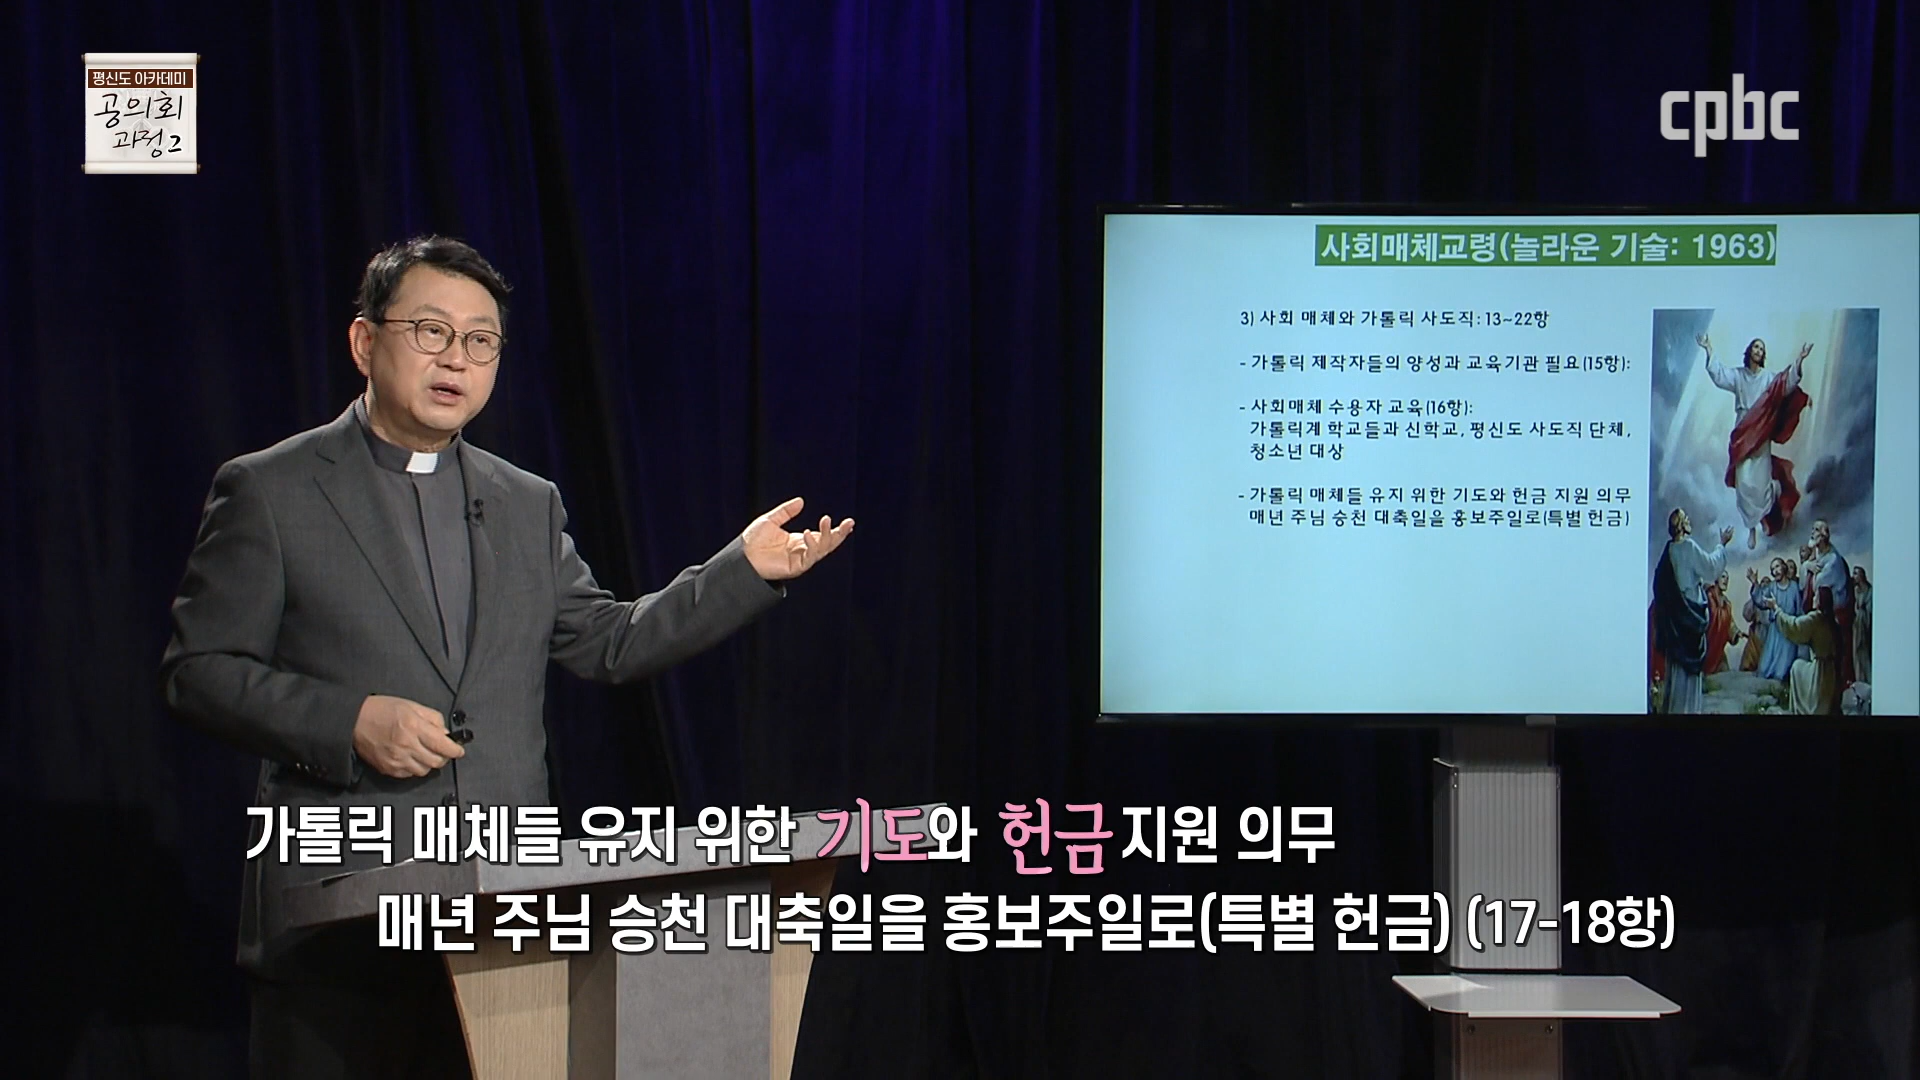 평신도 아카데미
공의회
과정2
cpbc
사회매체교령(놀라운 기술: 1963)
3) 사회 매체와 가톨릭 사도직: 13~22항
- 가톨릭 제작자들의 양성과 교육기관 필요(15항):
- 사회매체 수용자 교육(16항):
가톨릭계 학교들과 신학교, 평신도 사도직 단체,
청소년 대상
- 가톨릭 매체들 유지 위한 기도와 헌금 지원 의무
매년 주님 승천 대축일을 홍보주일로(특별 헌금)
가톨릭 매체들 유지 위한 기도와 헌금 지원 의무
매년 주님 승천 대축일을 홍보주일로(특별 헌금) (17-18항)